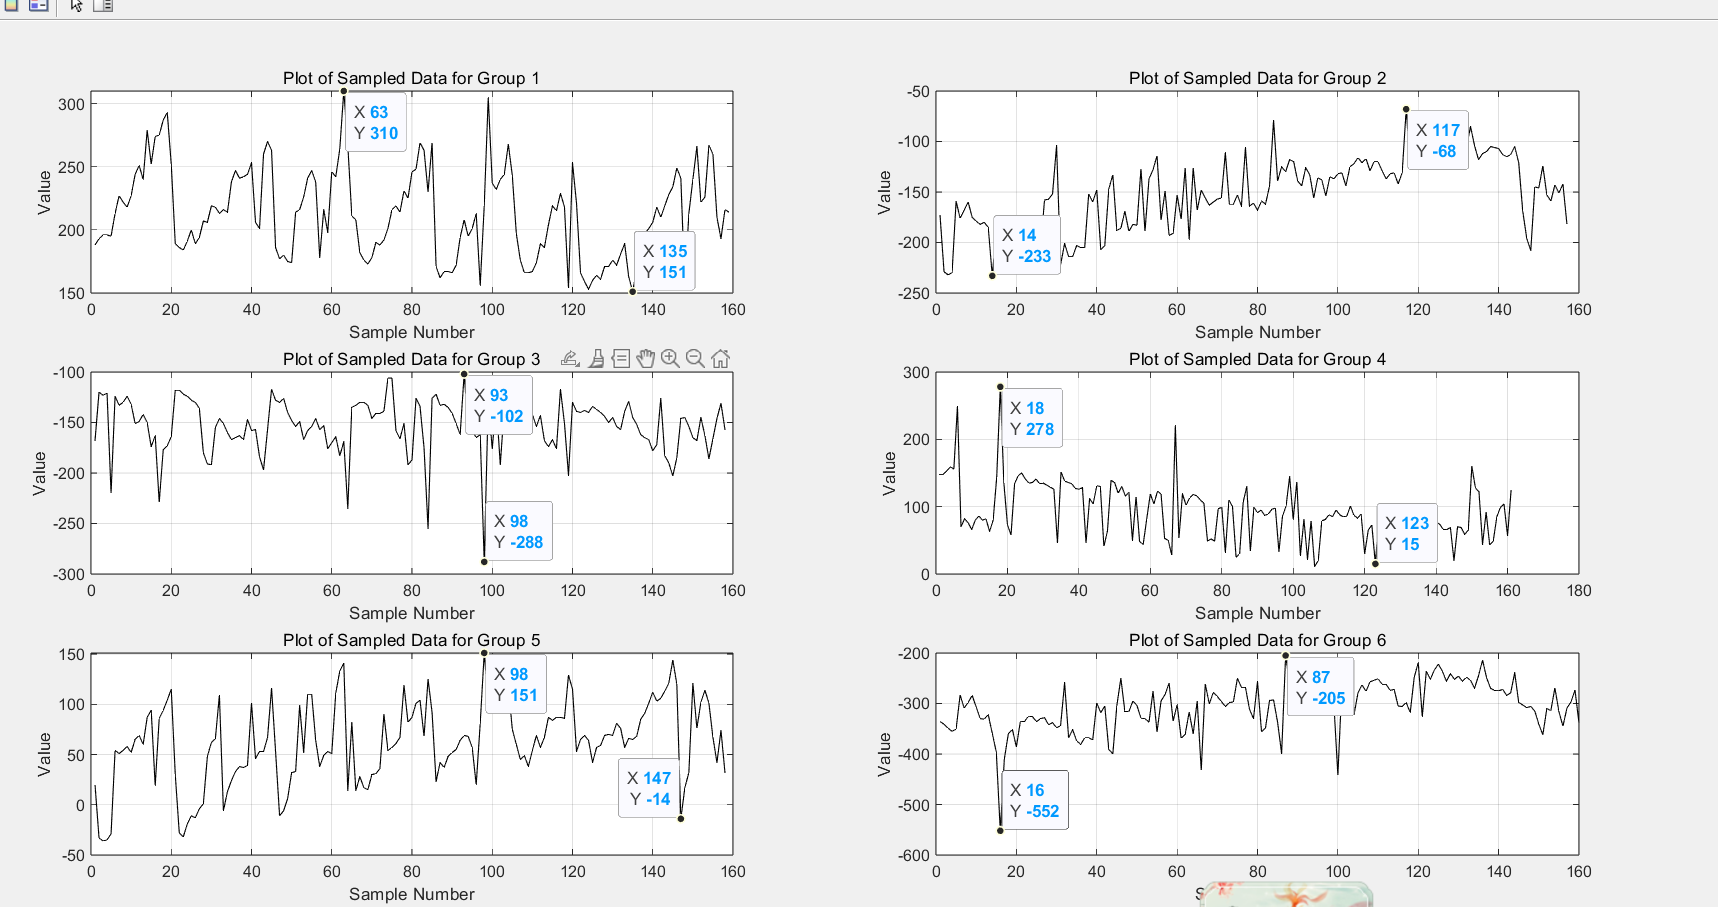 Plot of Sampled Data for Group 1
300
250
200
150
Value
X 63
Y 310
X 135
Y 151
0 20 40 60 80 100 120 140 160
Sample Number
Plot of Sampled Data for Group 2
-50
-100
-150
-200
-250
Value
X 117
Y -68
X 14
Y -233
0 20 40 60 80 100 120 140 160
Sample Number
Plot of Sampled Data for Group 3
-100
-150
-200
-250
-300
Value
X 93
Y -102
X 98
Y -288
0 20 40 60 80 100 120 140 160
Sample Number
Plot of Sampled Data for Group 4
300
200
100
0
Value
X 18
Y 278
X 123
Y 15
0 20 40 60 80 100 120 140 160 180
Sample Number
Plot of Sampled Data for Group 5
150
100
50
0
-50
Value
X 98
Y 151
X 147
Y -14
0 20 40 60 80 100 120 140 160
Sample Number
Plot of Sampled Data for Group 6
-200
-300
-400
-500
-600
Value
X 87
Y -205
X 16
Y -552
0 20 40 60 80 100 120 140 160